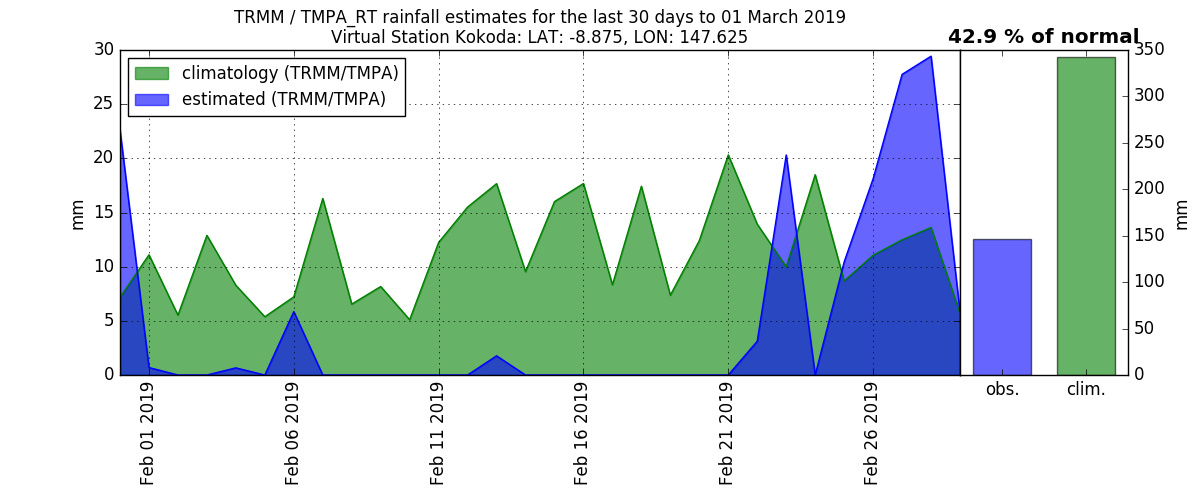 TRMM / TMPA_RT rainfall estimates for the last 30 days to 01 March 2019
Virtual Station Kokoda: LAT: -8.875, LON: 147.625
42.9 % of normal
climatology (TRMM/TMPA)
estimated (TRMM/TMPA)
mm
30
25
20
15
10
5
0
Feb 01 2019
Feb 06 2019
Feb 11 2019
Feb 16 2019
Feb 21 2019
Feb 26 2019
obs.
clim.
350
300
250
200
150
100
50
0
mm